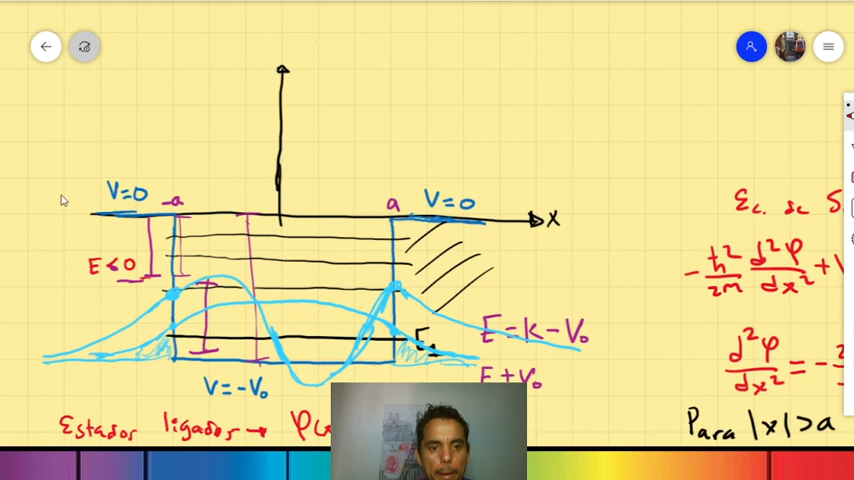 V=0
-a
a
V=0
x
Ec. de S
E ≤ 0
-ħ²/2m d²φ/dx² +
E = k - V₀
E + V₀
d²φ/dx² = -
V=-V₀
Estados ligados →
Para |x| > a